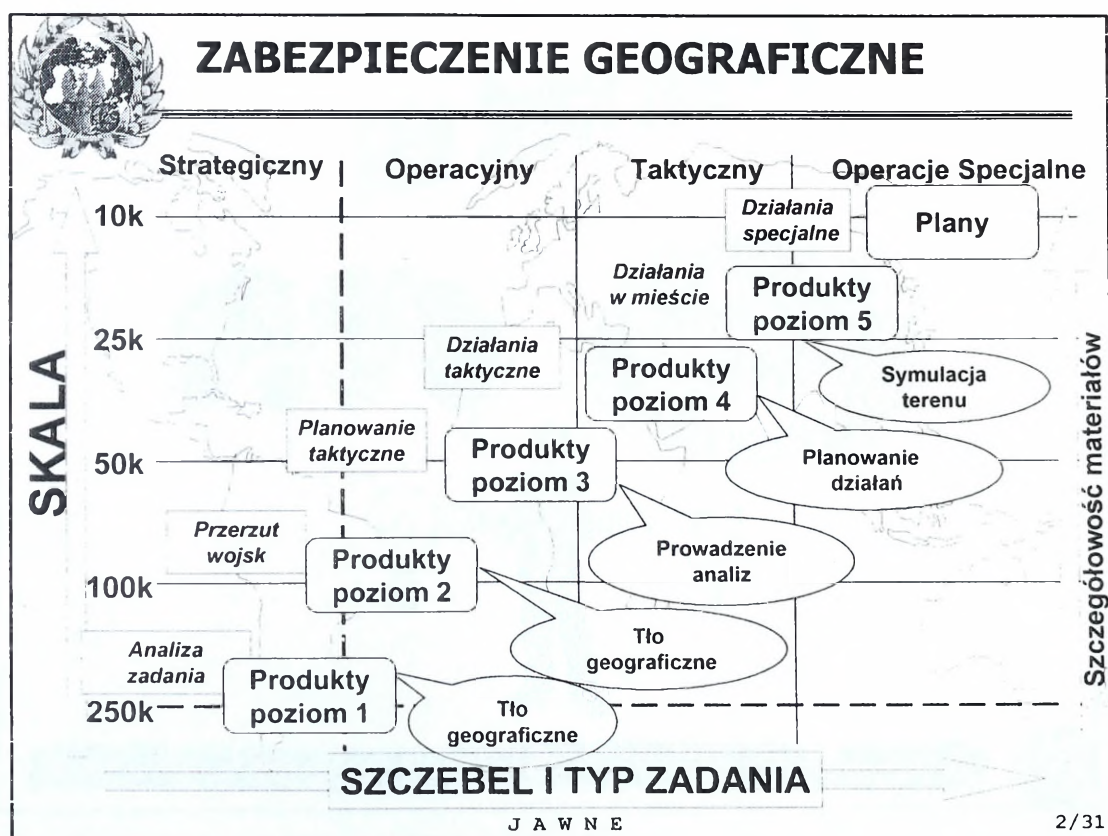 ZABEZPIECZENIE GEOGRAFICZNE
Strategiczny
Operacyjny
Taktyczny
Operacje Specjalne
10k
Działania
specjalne
Plany
Działania
w mieście
Produkty
poziom 5
25k
Działania
taktyczne
Produkty
poziom 4
Symulacja
terenu
SKALA
Szczegółowość materiałów
Planowanie
taktyczne
50k
Produkty
poziom 3
Planowanie
działań
Przerzut
wojsk
Produkty
poziom 2
Prowadzenie
analiz
100k
Analiza
zadania
Tło
geograficzne
Produkty
poziom 1
250k
Tło
geograficzne
SZCZEBEL I TYP ZADANIA
J A W N E
2/31